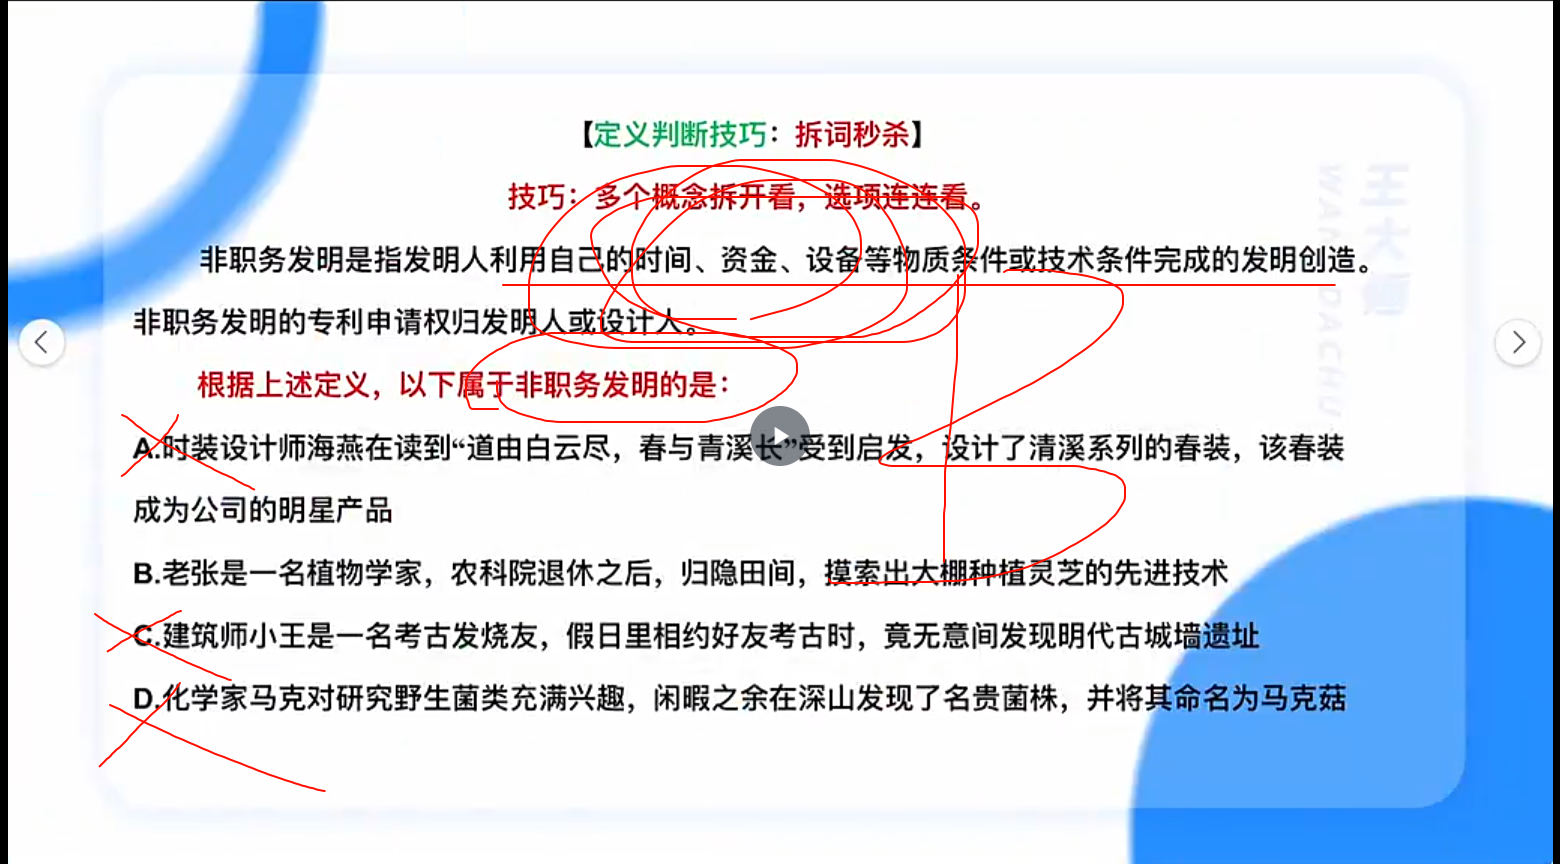 【定义判断技巧：拆词秒杀】
技巧：多个概念拆开看，选项连连看。
非职务发明是指发明人利用自己的时间、资金、设备等物质条件或技术条件完成的发明创造。
非职务发明的专利申请权归发明人或设计人。
根据上述定义，以下属于非职务发明的是：
A.时装设计师海燕在读到“道由白云尽，春与青溪长”受到启发，设计了清溪系列的春装，该春装
成为公司的明星产品
B.老张是一名植物学家，农科院退休之后，归隐田间，摸索出大棚种植灵芝的先进技术
C.建筑师小王是一名考古发烧友，假日里相约好友考古时，竟无意间发现明代古城墙遗址
D.化学家马克对研究野生菌类充满兴趣，闲暇之余在深山发现了名贵菌株，并将其命名为马克菇
王大
WANDACHU
B